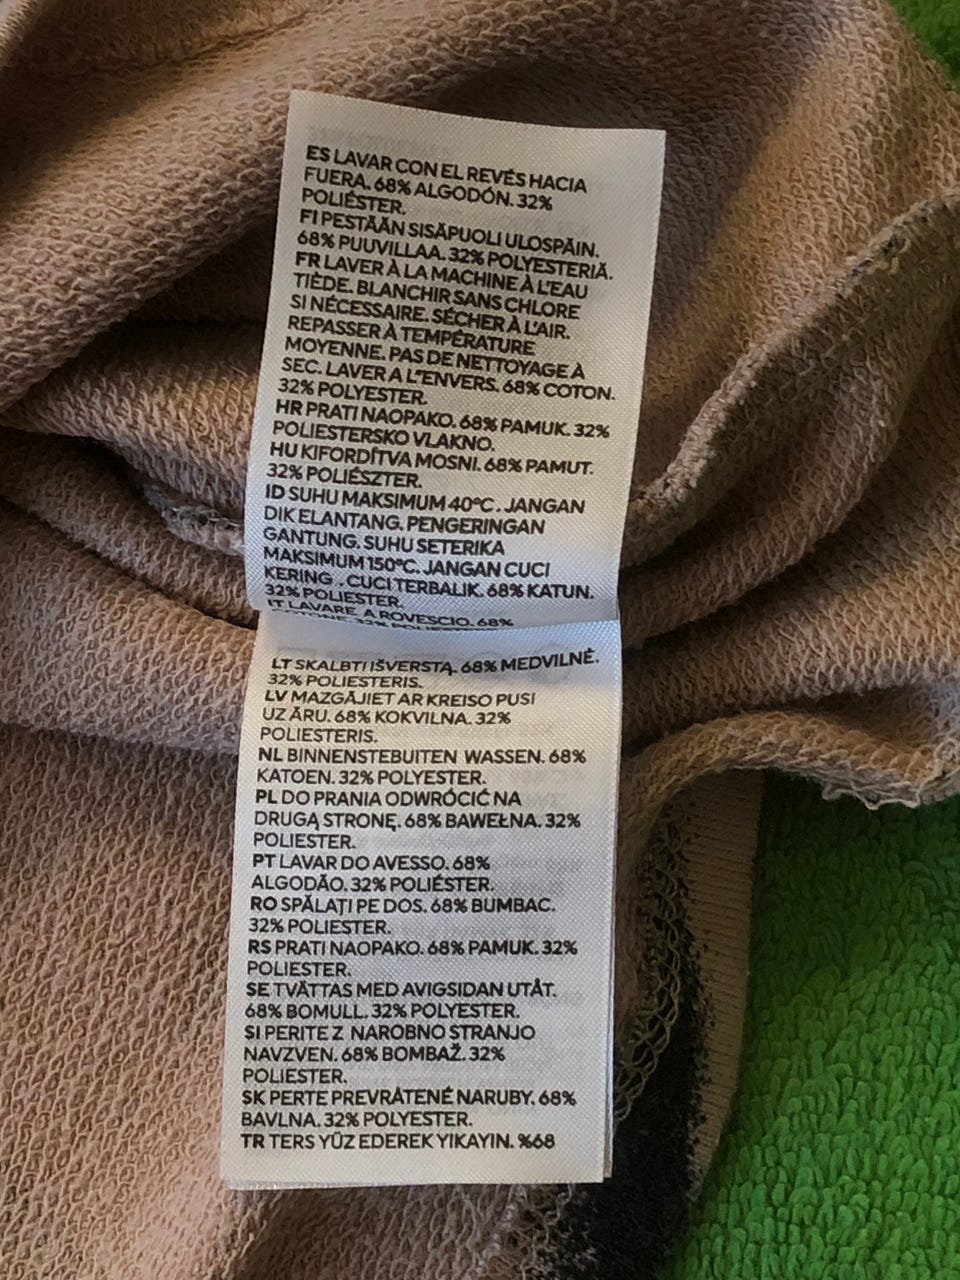 ES LAVAR CON EL REVÉS HACIA
FUERA. 68% ALGODÓN. 32%
POLIÉSTER.
FI PESTÄÄN SISÄPUOLI ULOSPÄIN.
68% PUUVILLAA. 32% POLYESTERIÄ.
FR LAVER À LA MACHINE À L'EAU
TIÈDE. BLANCHIR SANS CHLORE
SI NÉCESSAIRE. SÉCHER À L'AIR.
REPASSER À TEMPÉRATURE
MOYENNE. PAS DE NETTOYAGE À
SEC. LAVER A L"ENVERS. 68% COTON.
32% POLYESTER.
HR PRATI NAOPAKO. 68% PAMUK. 32%
POLIESTERSKO VLAKNO.
HU KIFORDÍTVA MOSNI. 68% PAMUT.
32% POLIÉSZTER.
ID SUHU MAKSIMUM 40°C. JANGAN
DIKELANTANG. PENGERINGAN
GANTUNG. SUHU SETERIKA
MAKSIMUM 150°C. JANGAN CUCI
KERING . CUCI TERBALIK. 68% KATUN.
32% POLIESTER.
IT LAVARE. A ROVESCIO. 68%
COTONE. 32% POLIESTERE.
LT SKALBTI IŠVERSTĄ. 68% MEDVILNĖ.
32% POLIESTERIS.
LV MAZGĀJIET AR KREISO PUSI
UZ ĀRU. 68% KOKVILNA. 32%
POLIESTERIS.
NL BINNENSTEBUITEN WASSEN. 68%
KATOEN. 32% POLYESTER.
PL DO PRANIA ODWRÓCIĆ NA
DRUGĄ STRONĘ. 68% BAWEŁNA. 32%
POLIESTER.
PT LAVAR DO AVESSO. 68%
ALGODÃO. 32% POLIÉSTER.
RO SPĂLAȚI PE DOS. 68% BUMBAC.
32% POLIESTER.
RS PRATI NAOPAKO. 68% PAMUK. 32%
POLIESTER.
SE TVÄTTAS MED AVIGSIDAN UTÅT.
68% BOMULL. 32% POLYESTER.
SI PERITE Z NAROBNO STRANJO
NAVZVEN. 68% BOMBAŽ. 32%
POLIESTER.
SK PERTE PREVRÁTENÉ NARUBY. 68%
BAVLNA. 32% POLYESTER.
TR TERS YÜZ EDEREK YIKAYIN. %68